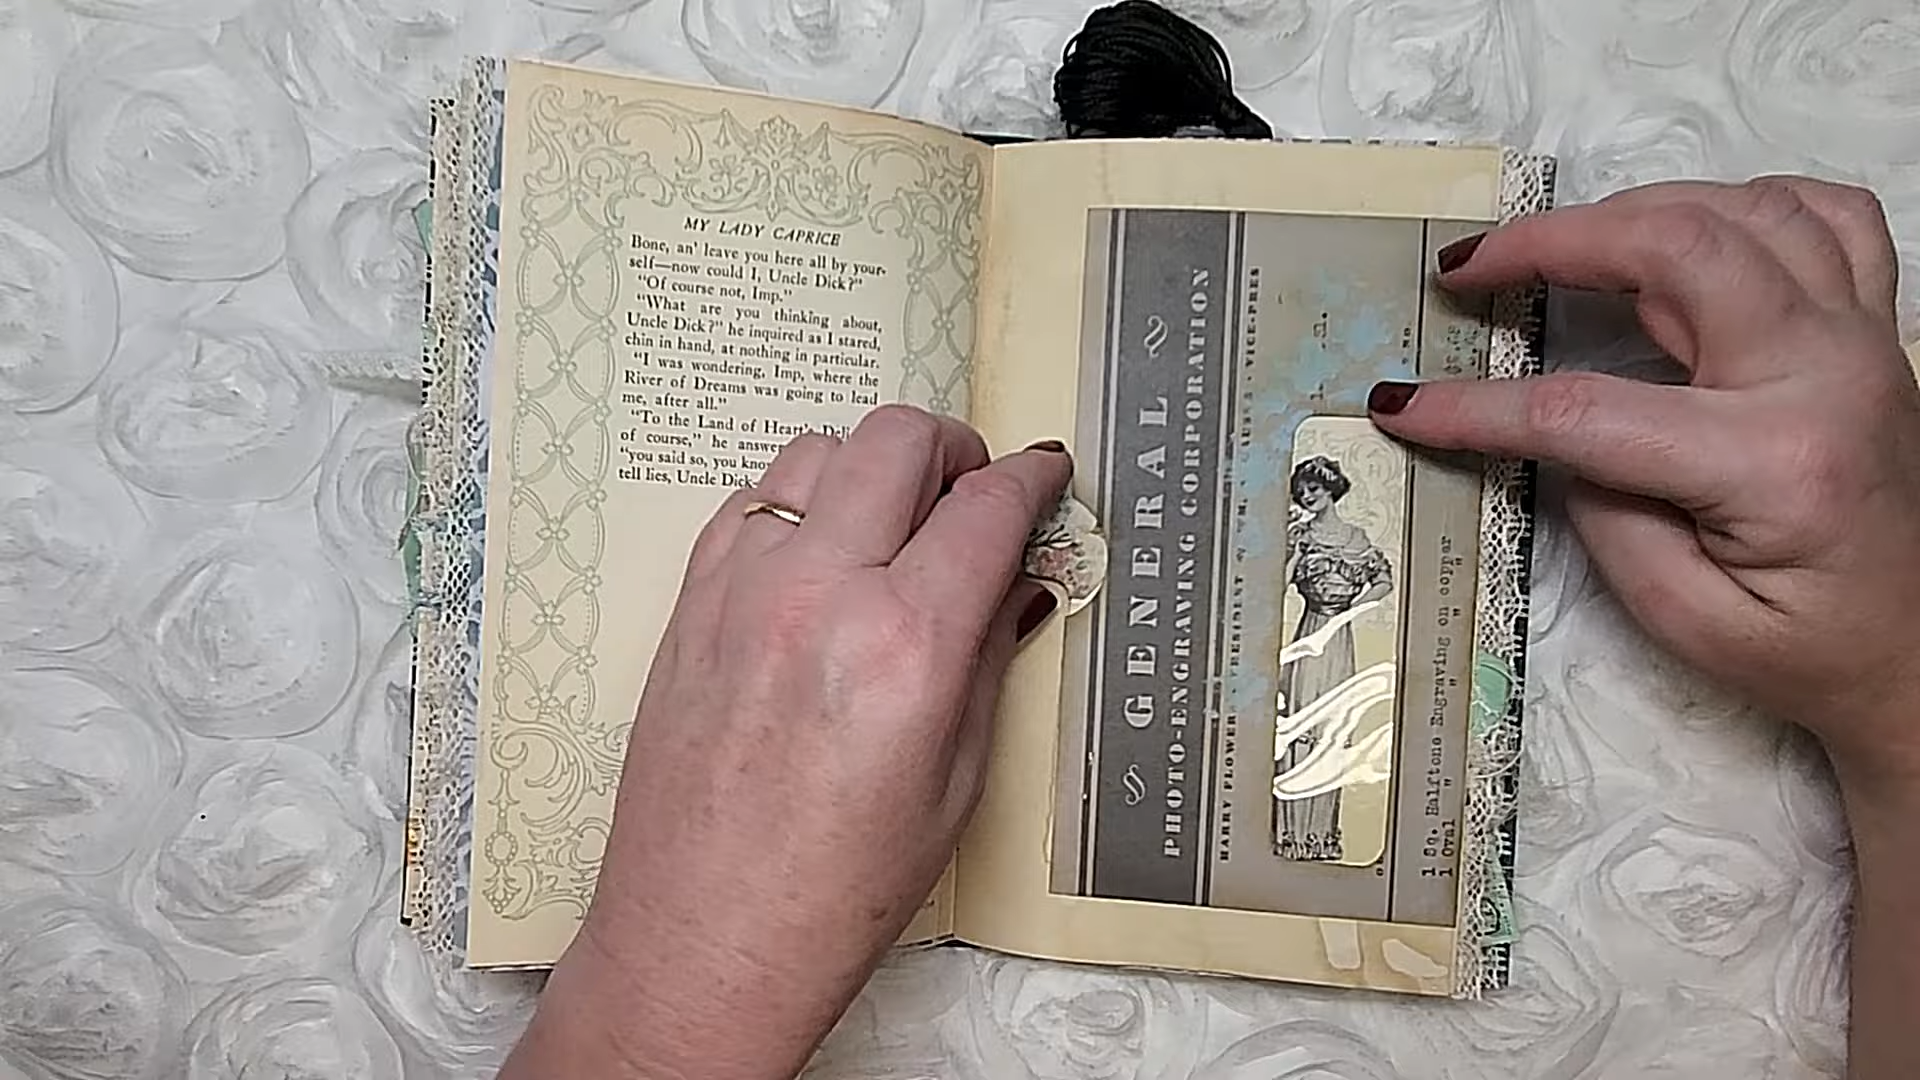 MY LADY CAPRICE
Bone, an' leave you here all by your-
self—now could I, Uncle Dick?"
"Of course not, Imp."
"What are you thinking about,
Uncle Dick?" he inquired as I stared,
chin in hand, at nothing in particular.
"I was wondering, Imp, where the
River of Dreams was going to lead
me, after all."
"To the Land of Heart's
of course," he
"you said so, you
tell lies, Uncle Dick
GENERAL
PHOTO-ENGRAVING CORPORATION
HARRY FLOWER PRESIDENT VICE-PRES
1 Sq. Halftone Engraving on coppar
1 Oval " "